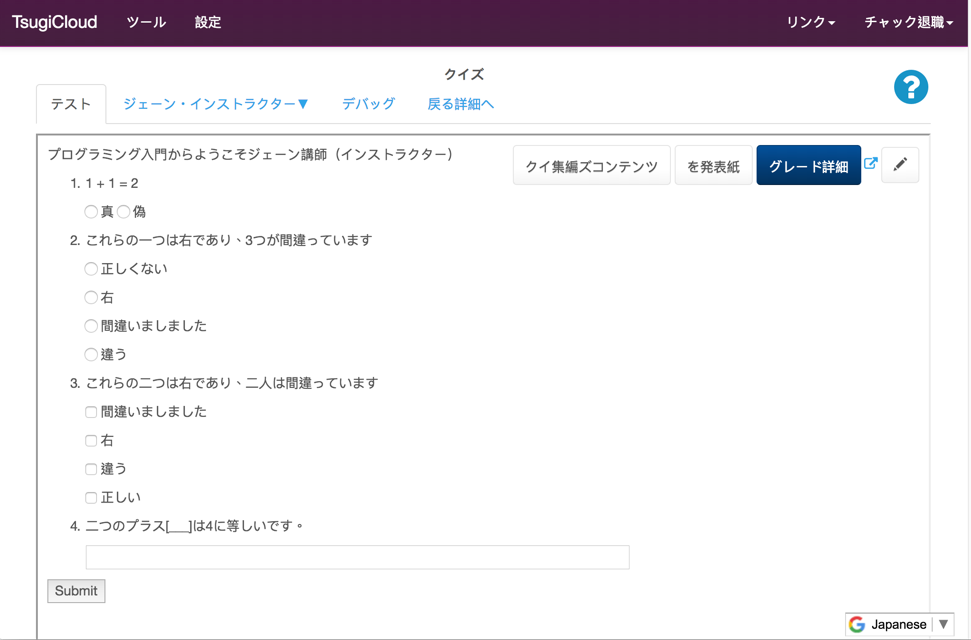 TsugiCloud ツール 設定 リンク チャック退職
クイズ
テスト ジェーン・インストラクター▼ デバッグ 戻る詳細へ
?
プログラミング入門からようこそジェーン講師（インストラクター）
クイ集編ズコンテンツ を発表紙 グレード詳細
1. 1 + 1 = 2
真 偽
2. これらの一つは右であり、3つが間違っています
正しくない
右
間違いましました
違う
3. これらの二つは右であり、二人は間違っています
間違いましました
右
違う
正しい
4. 二つのプラス[___]は4に等しいです。
Submit
G Japanese ▼